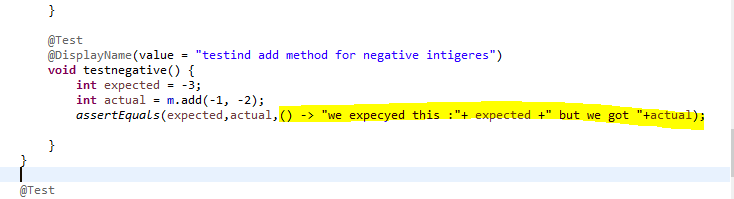 }
@Test
@DisplayName(value = "testind add method for negative intigeres")
void testnegative() {
int expected = -3;
int actual = m.add(-1, -2);
assertEquals(expected,actual,() -> "we expecyed this :"+ expected +" but we got "+actual);
}
}
@Test